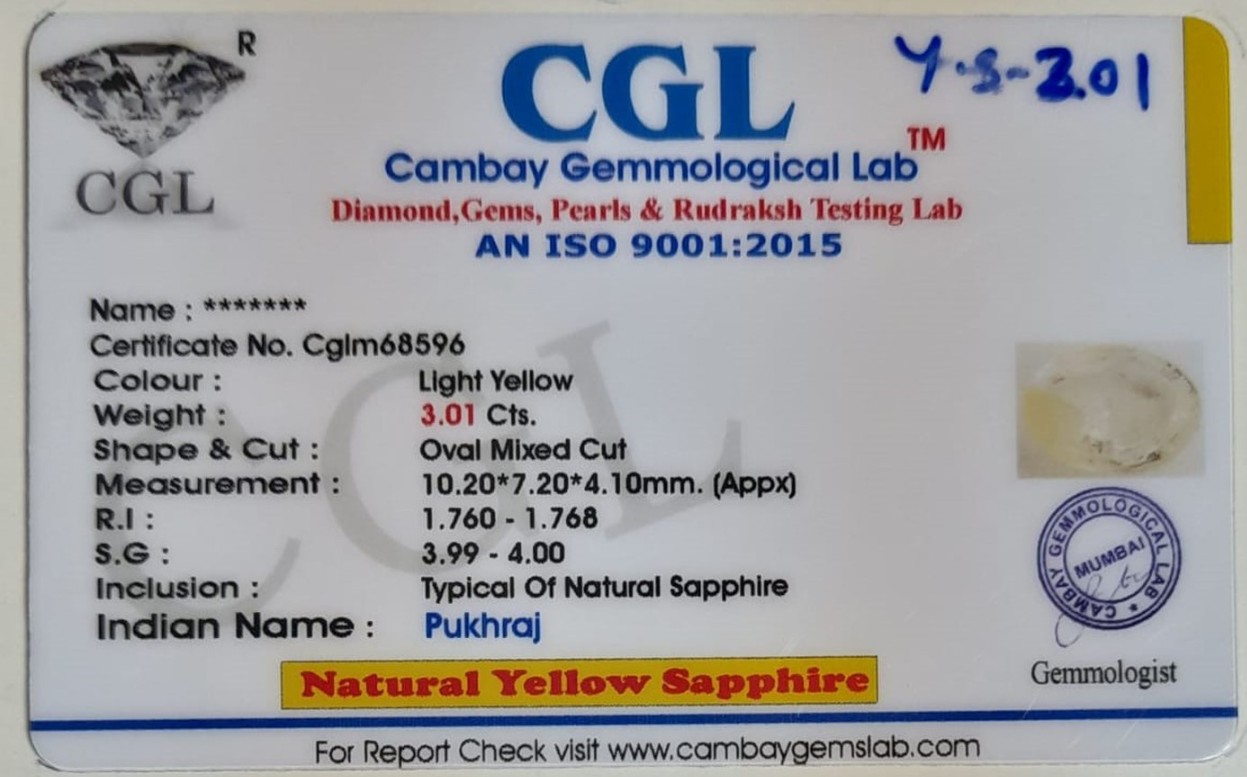 R
CGL
CGL
Y.S-3.01
TM
Cambay Gemmological Lab
Diamond,Gems, Pearls & Rudraksh Testing Lab
AN ISO 9001:2015
Name : *******
Certificate No. Cglm68596
Colour : Light Yellow
Weight : 3.01 Cts.
Shape & Cut : Oval Mixed Cut
Measurement : 10.20*7.20*4.10mm. (Appx)
R.I : 1.760 - 1.768
S.G : 3.99 - 4.00
Inclusion : Typical Of Natural Sapphire
Indian Name : Pukhraj
CGL
CAMBAY GEMMOLOGICAL LAB
MUMBAI
Gemmologist
Natural Yellow Sapphire
For Report Check visit www.cambaygemslab.com